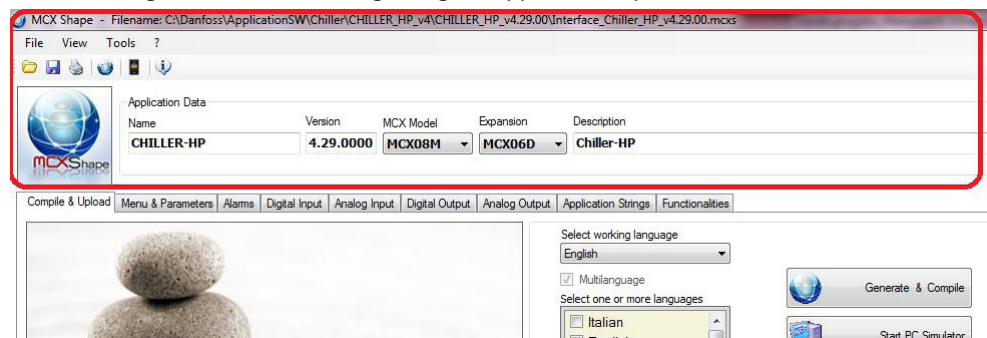 MCX Shape - Filename: C:\Danfoss\ApplicationSW\Chiller\CHILLER_HP_v4\CHILLER_HP_v4.29.00\Interface_Chiller_HP_v4.29.00.mcxs
File View Tools ?
Application Data
Name Version MCX Model Expansion Description
CHILLER-HP 4.29.0000 MCX08M MCX06D Chiller-HP
MCXShape
Compile & Upload Menu & Parameters Alarms Digital Input Analog Input Digital Output Analog Output Application Strings Functionalities
Select working language
English
Multilanguage
Generate & Compile
Select one or more languages
Italian
Start PC Simulator